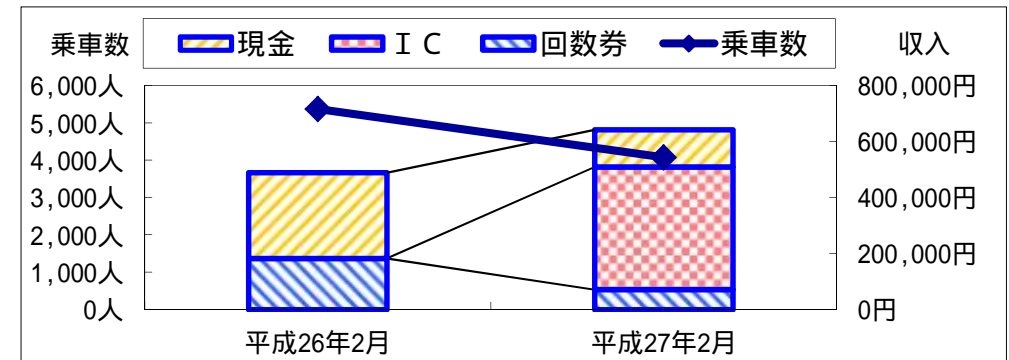 乗車数 現金 ＩＣ 回数券 乗車数 収入
6,000人 800,000円
5,000人
600,000円
4,000人
3,000人 400,000円
2,000人
200,000円
1,000人
0人 0円
平成26年2月 平成27年2月